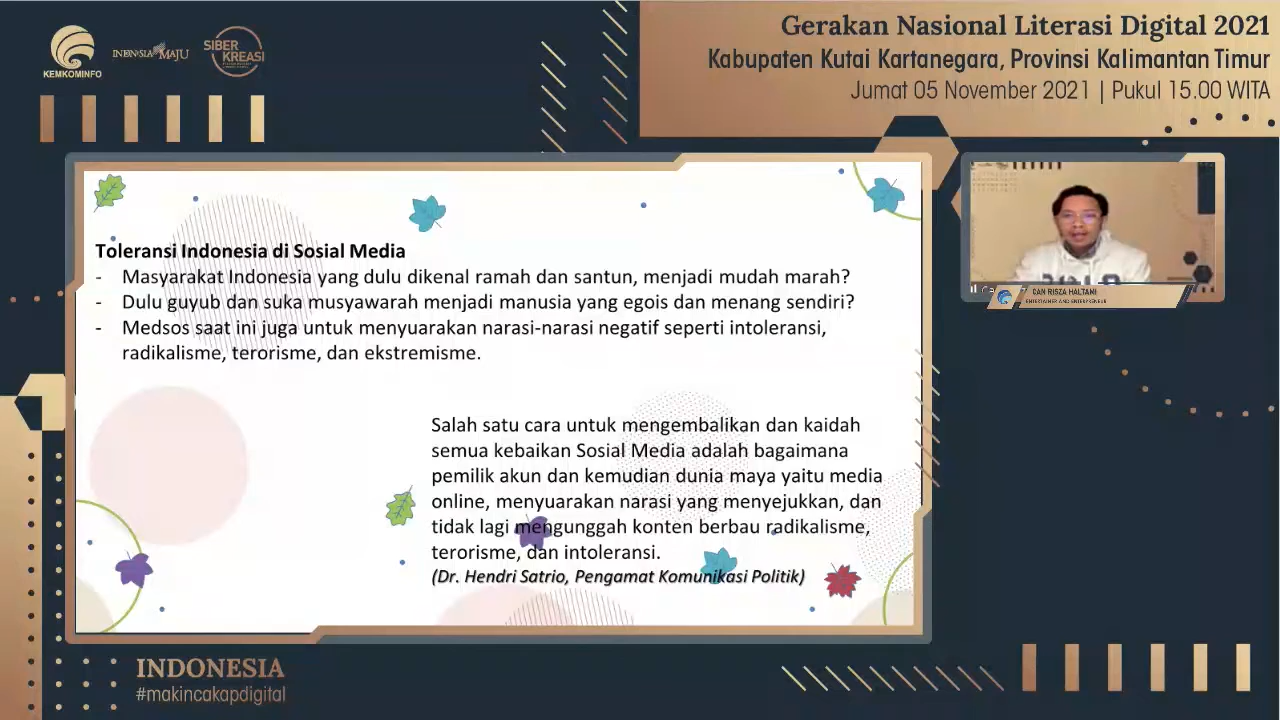 KEMKOMINFO
INDONESIA MAJU
SIBER
KREASI
Gerakan Nasional Literasi Digital 2021
Kabupaten Kutai Kartanegara, Provinsi Kalimantan Timur
Jumat 05 November 2021 | Pukul 15.00 WITA
Toleransi Indonesia di Sosial Media
- Masyarakat Indonesia yang dulu dikenal ramah dan santun, menjadi mudah marah?
- Dulu guyub dan suka musyawarah menjadi manusia yang egois dan menang sendiri?
- Medsos saat ini juga untuk menyuarakan narasi-narasi negatif seperti intoleransi,
radikalisme, terorisme, dan ekstremisme.
Salah satu cara untuk mengembalikan dan kaidah
semua kebaikan Sosial Media adalah bagaimana
pemilik akun dan kemudian dunia maya yaitu media
online, menyuarakan narasi yang menyejukkan, dan
tidak lagi mengunggah konten berbau radikalisme,
terorisme, dan intoleransi.
(Dr. Hendri Satrio, Pengamat Komunikasi Politik)
CAN RISZA HALTAMI
INDONESIA
#makincakapdigital